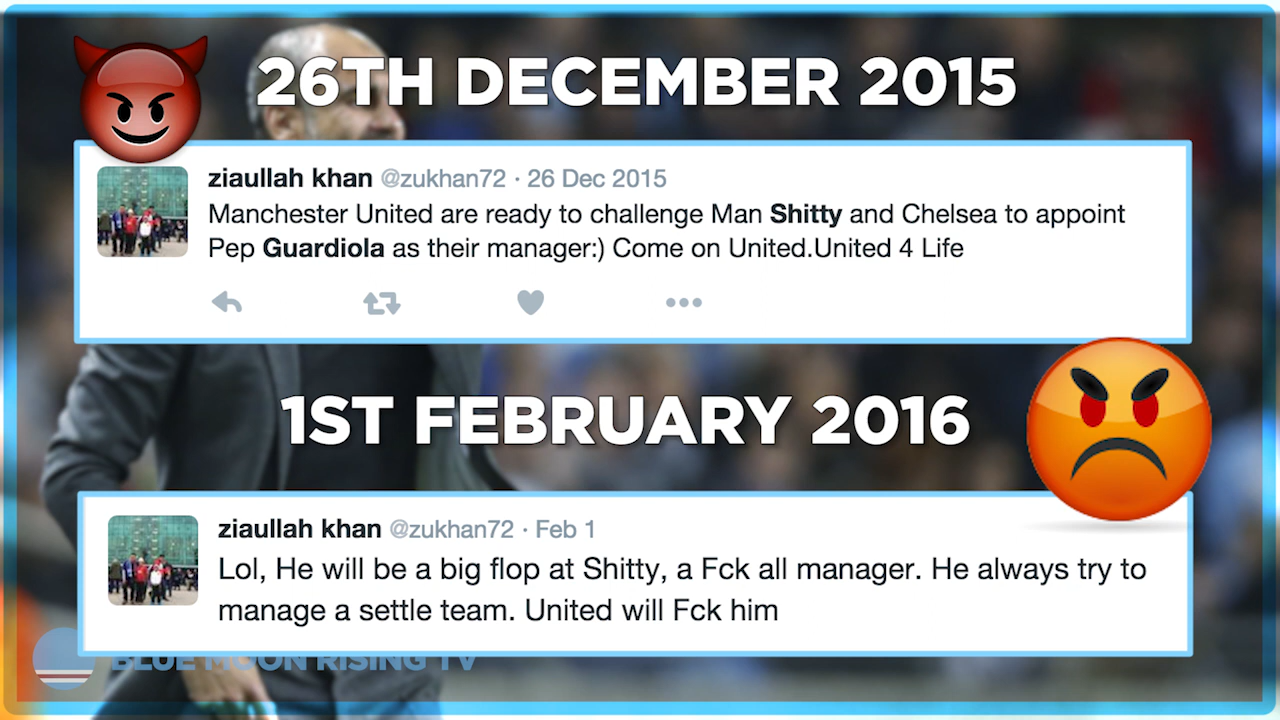 26TH DECEMBER 2015
ziaullah khan @zukhan72 · 26 Dec 2015
Manchester United are ready to challenge Man Shitty and Chelsea to appoint
Pep Guardiola as their manager:) Come on United.United 4 Life
1ST FEBRUARY 2016
ziaullah khan @zukhan72 · Feb 1
Lol, He will be a big flop at Shitty, a Fck all manager. He always try to
manage a settle team. United will Fck him
BLUE MOON RISING TV